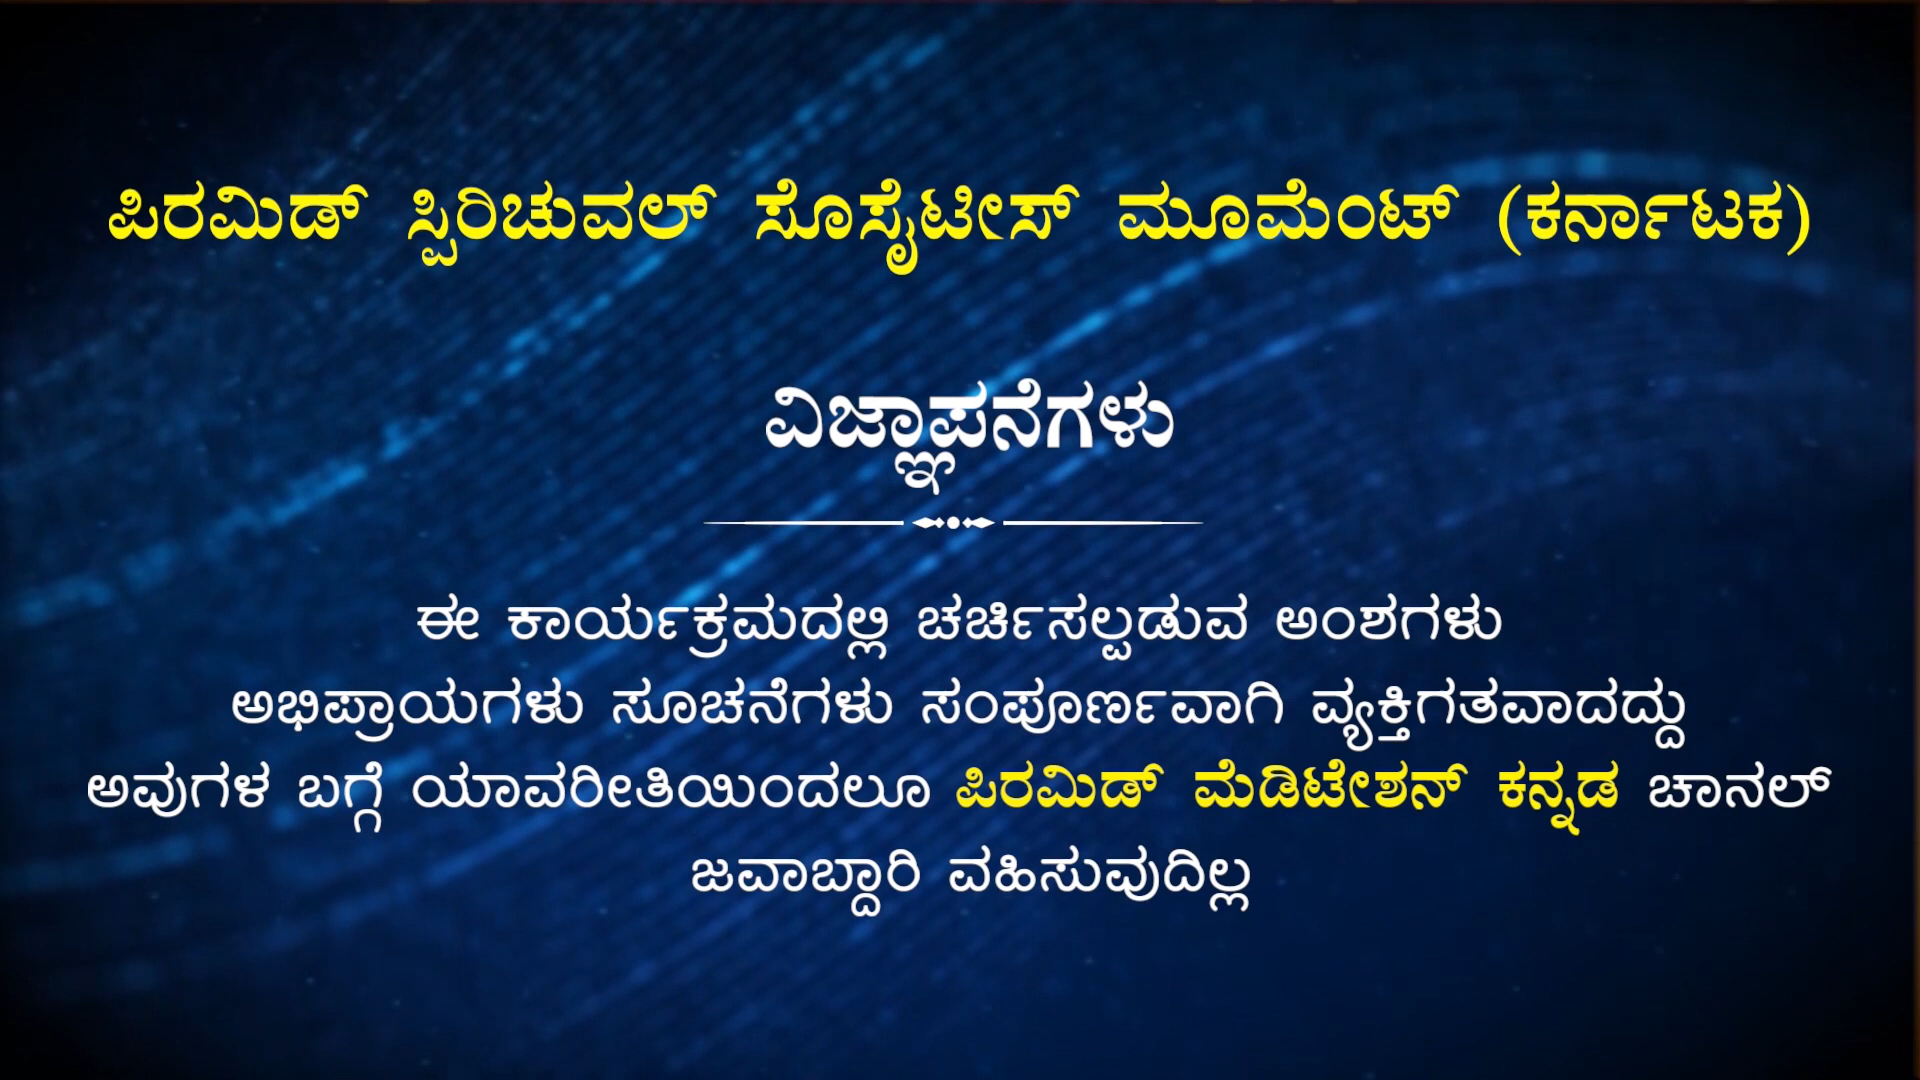 ಪಿರಮಿಡ್ ಸ್ಪಿರಿಚುವಲ್ ಸೊಸೈಟೀಸ್ ಮೂಮೆಂಟ್ (ಕರ್ನಾಟಕ)
ವಿಜ್ಞಾಪನೆಗಳು
ಈ ಕಾರ್ಯಕ್ರಮದಲ್ಲಿ ಚರ್ಚಿಸಲ್ಪಡುವ ಅಂಶಗಳು
ಅಭಿಪ್ರಾಯಗಳು ಸೂಚನೆಗಳು ಸಂಪೂರ್ಣವಾಗಿ ವ್ಯಕ್ತಿಗತವಾದದ್ದು
ಅವುಗಳ ಬಗ್ಗೆ ಯಾವರೀತಿಯಿಂದಲೂ ಪಿರಮಿಡ್ ಮೆಡಿಟೇಶನ್ ಕನ್ನಡ ಚಾನಲ್
ಜವಾಬ್ದಾರಿ ವಹಿಸುವುದಿಲ್ಲ